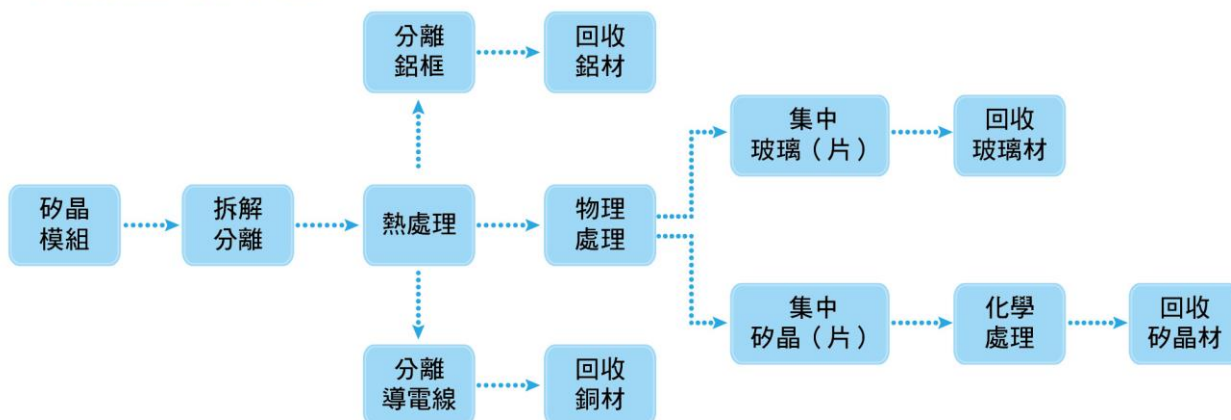 分離
鋁框
回收
鋁材
集中
玻璃（片）
回收
玻璃材
矽晶
模組
拆解
分離
熱處理
物理
處理
集中
矽晶（片）
化學
處理
回收
矽晶材
分離
導電線
回收
銅材